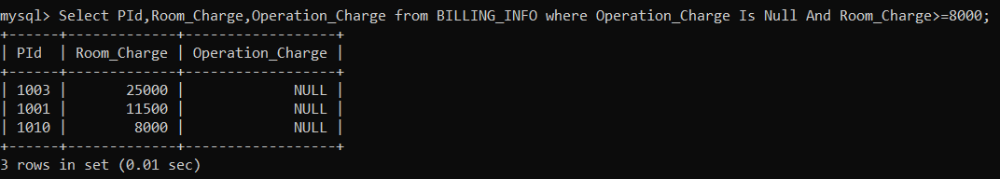 mysql> Select PId,Room_Charge,Operation_Charge from BILLING_INFO where Operation_Charge Is Null And Room_Charge>=8000;
+------+-------------+------------------+
| PId  | Room_Charge | Operation_Charge |
+------+-------------+------------------+
| 1003 |       25000 |             NULL |
| 1001 |       11500 |             NULL |
| 1010 |        8000 |             NULL |
+------+-------------+------------------+
3 rows in set (0.01 sec)